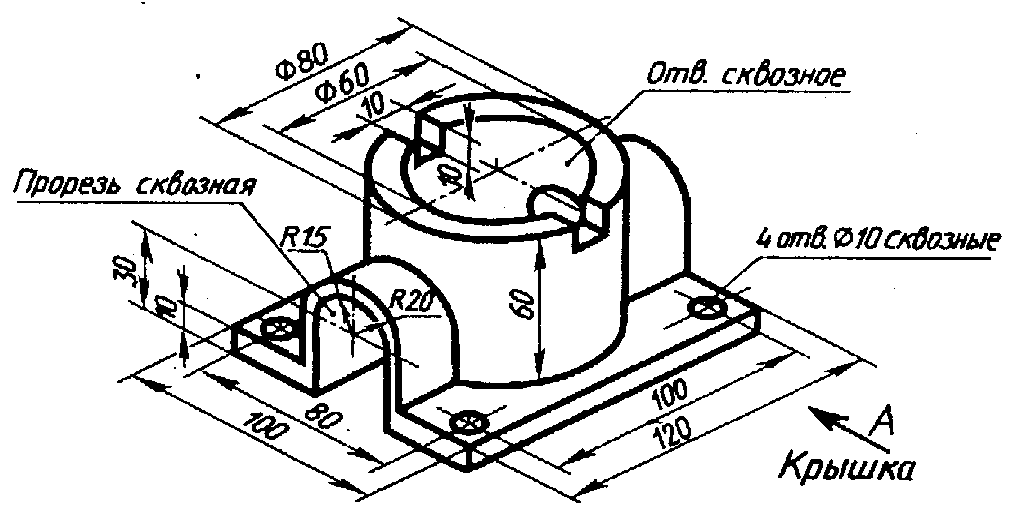 Ф80
Ф60
10
Отв. сквозное
10
Прорезь сквозная
R15
4 отв. Ф10 сквозные
30
10
R20
60
80
100
100
120
А
Крышка